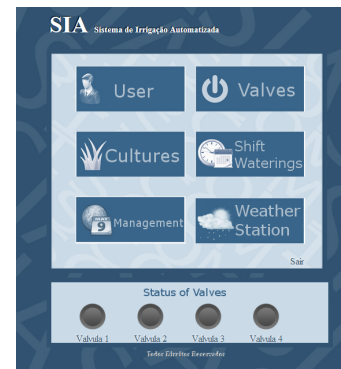 SIA Sistema de Irrigação Automatizada
User
Valves
Cultures
Shift
Waterings
Management
Weather
Station
Sair
Status of Valves
Valvula 1 Valvula 2 Valvula 3 Valvula 4
Todos Direitos Reservados